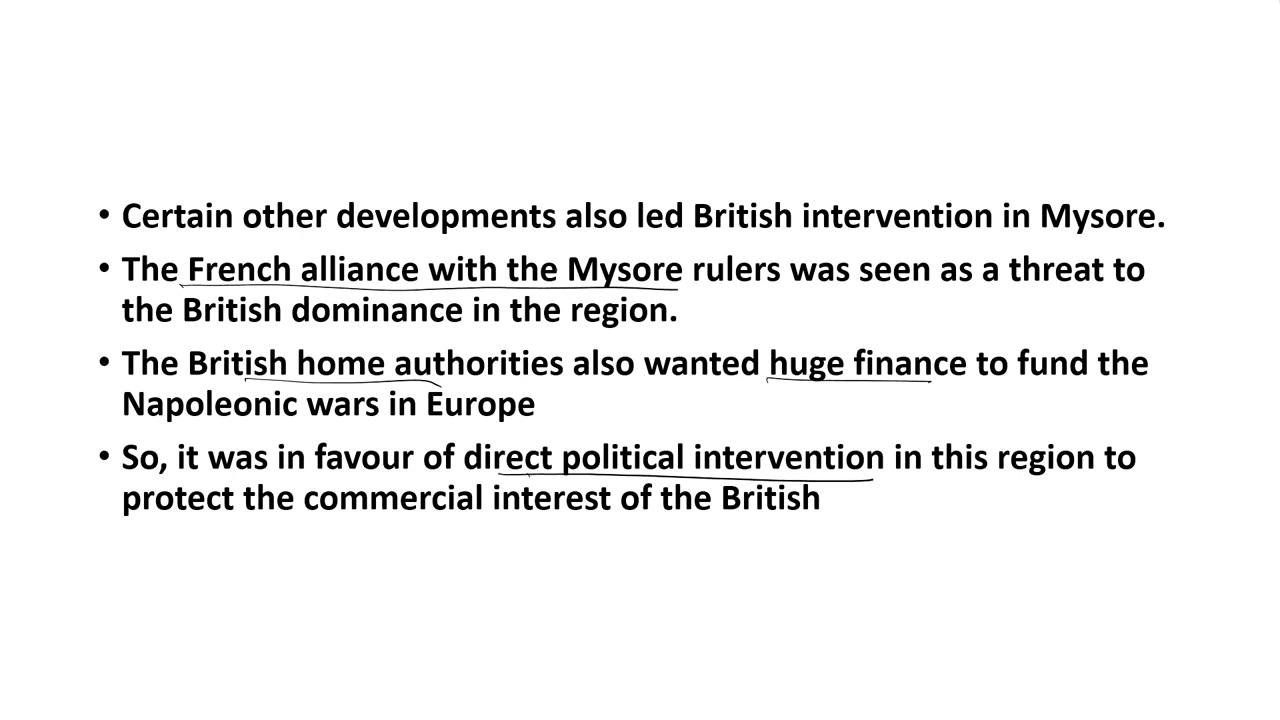 • Certain other developments also led British intervention in Mysore.
• The French alliance with the Mysore rulers was seen as a threat to
the British dominance in the region.
• The British home authorities also wanted huge finance to fund the
Napoleonic wars in Europe
• So, it was in favour of direct political intervention in this region to
protect the commercial interest of the British